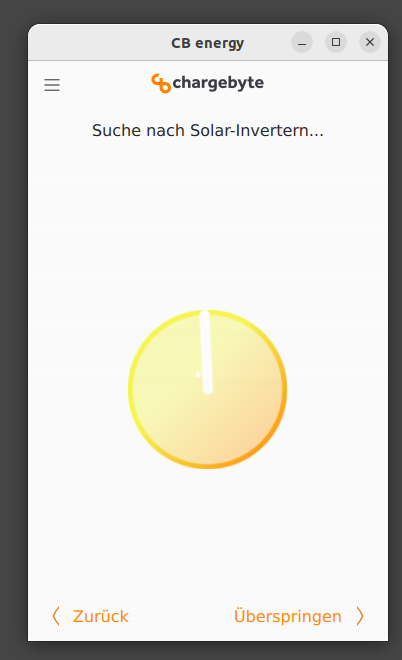 CB energy
chargebyte
Suche nach Solar-Invertern...
Zurück
Überspringen